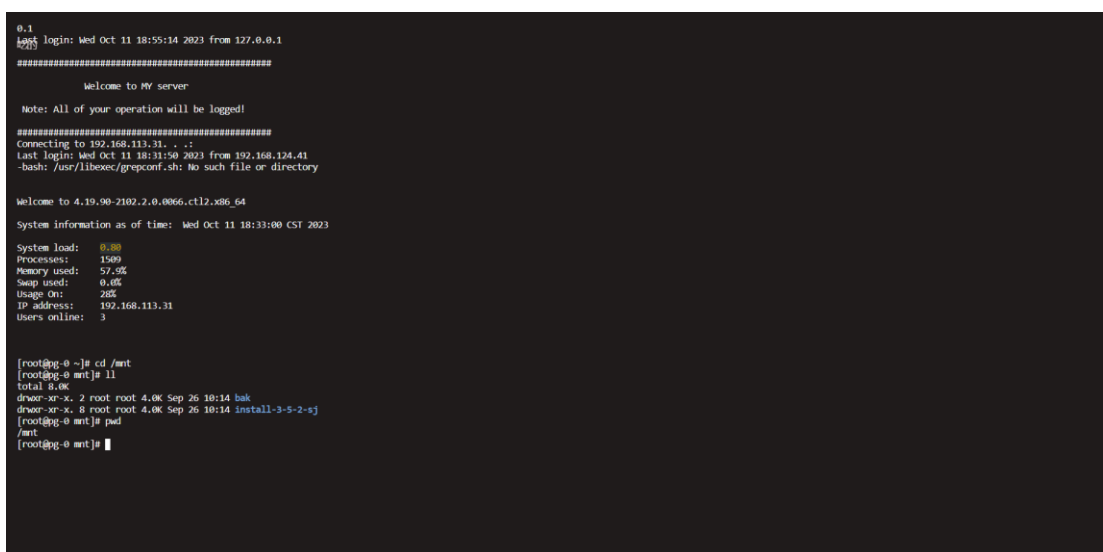 0.1
Last login: Wed Oct 11 18:55:14 2023 from 127.0.0.1
#################################################
Welcome to MY server
Note: All of your operation will be logged!
#################################################
Connecting to 192.168.113.31. . .:
Last login: Wed Oct 11 18:31:50 2023 from 192.168.124.41
-bash: /usr/libexec/grepconf.sh: No such file or directory
Welcome to 4.19.90-2102.2.0.0066.ctl2.x86_64
System information as of time:  Wed Oct 11 18:33:00 CST 2023
System load:    0.80
Processes:      1509
Memory used:    57.9%
Swap used:      0.0%
Usage On:       28%
IP address:     192.168.113.31
Users online:   3
[root@pg-0 ~]# cd /mnt
[root@pg-0 mnt]# ll
total 8.0K
drwxr-xr-x. 2 root root 4.0K Sep 26 10:14 bak
drwxr-xr-x. 8 root root 4.0K Sep 26 10:14 install-3-5-2-sj
[root@pg-0 mnt]# pwd
/mnt
[root@pg-0 mnt]#